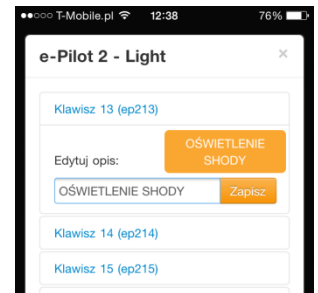 T-Mobile.pl 12:38 76%
e-Pilot 2 - Light ×
Klawisz 13 (ep213)
OŚWIETLENIE
SHODY
Edytuj opis:
OŚWIETLENIE SHODY Zapisz
Klawisz 14 (ep214)
Klawisz 15 (ep215)